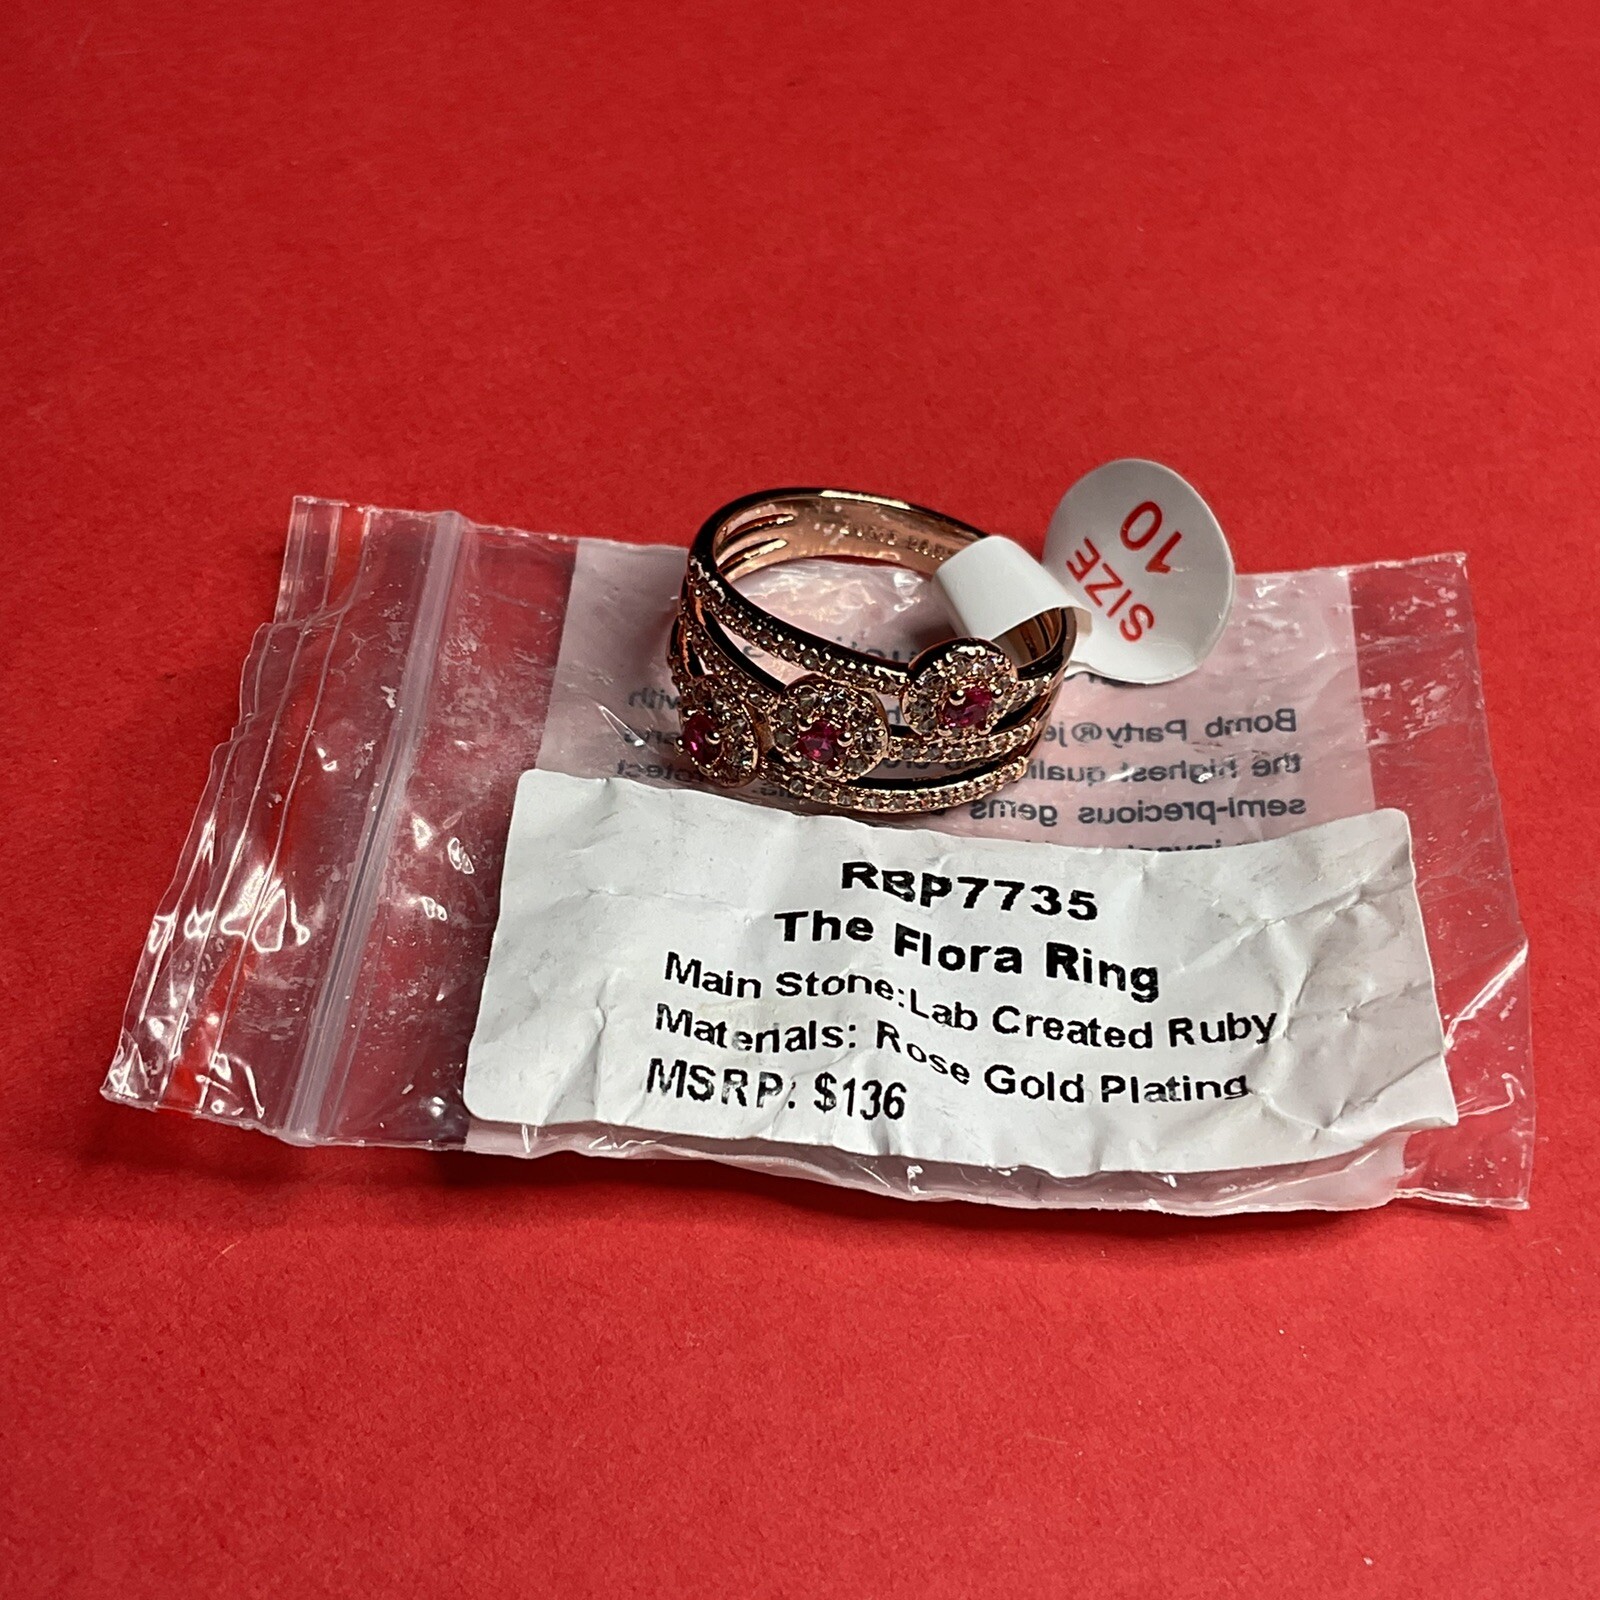 SIZE
10
Bomb Party® je
the highest quali
semi-precious gems
RBP7735
The Flora Ring
Main Stone:Lab Created Ruby
Materials: Rose Gold Plating
MSRP: $136